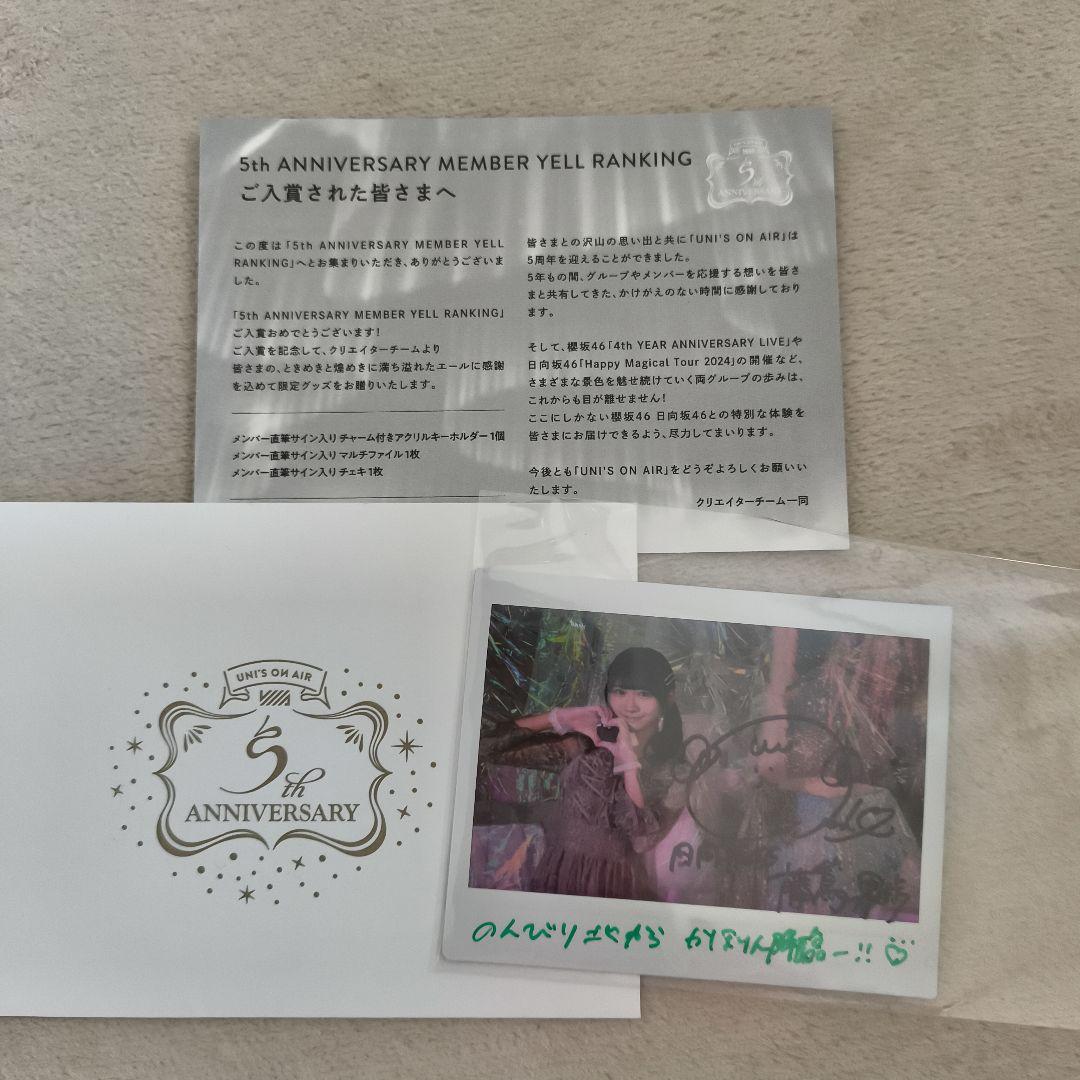 5th ANNIVERSARY MEMBER YELL RANKING
ご入賞された皆さまへ
UNI'S ON AIR
5th
ANNIVERSARY
この度は「5th ANNIVERSARY MEMBER YELL
RANKING」へとお集まりいただき、ありがとうございま
した。
「5th ANNIVERSARY MEMBER YELL RANKING」
ご入賞おめでとうございます!
ご入賞を記念して、クリエイターチームより
皆さまの、ときめきと煌めきに満ち溢れたエールに感謝
を込めて限定グッズをお贈りいたします。
メンバー直筆サイン入り チャーム付きアクリルキーホルダー 1個
メンバー直筆サイン入り マルチファイル 1枚
メンバー直筆サイン入り チェキ 1枚
皆さまとの沢山の思い出と共に「UNI'S ON AIR」は
5周年を迎えることができました。
5年もの間、グループやメンバーを応援する想いを皆さ
まと共有してきた、かけがえのない時間に感謝しており
ます。
そして、櫻坂46「4th YEAR ANNIVERSARY LIVE」や
日向坂46「Happy Magical Tour 2024」の開催など、
さまざまな景色を魅せ続けていく両グループの歩みは、
これからも目が離せません!
ここにしかない櫻坂46 日向坂46との特別な体験を
皆さまにお届けできるよう、尽力してまいります。
今後とも「UNI'S ON AIR」をどうぞよろしくお願いい
たします。
クリエイターチーム一同
UNI'S ON AIR
5th
ANNIVERSARY
のんびり 降臨ー!!